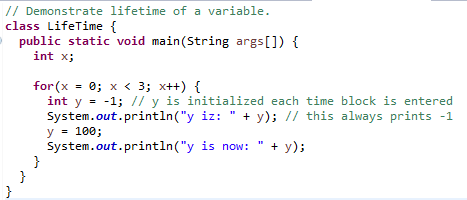 // Demonstrate lifetime of a variable.
class LifeTime {
public static void main(String args[]) {
int x;
for(x = 0; x < 3; x++) {
int y = -1; // y is initialized each time block is entered
System.out.println("y iz: " + y); // this always prints -1
y = 100;
System.out.println("y is now: " + y);
}
}
}